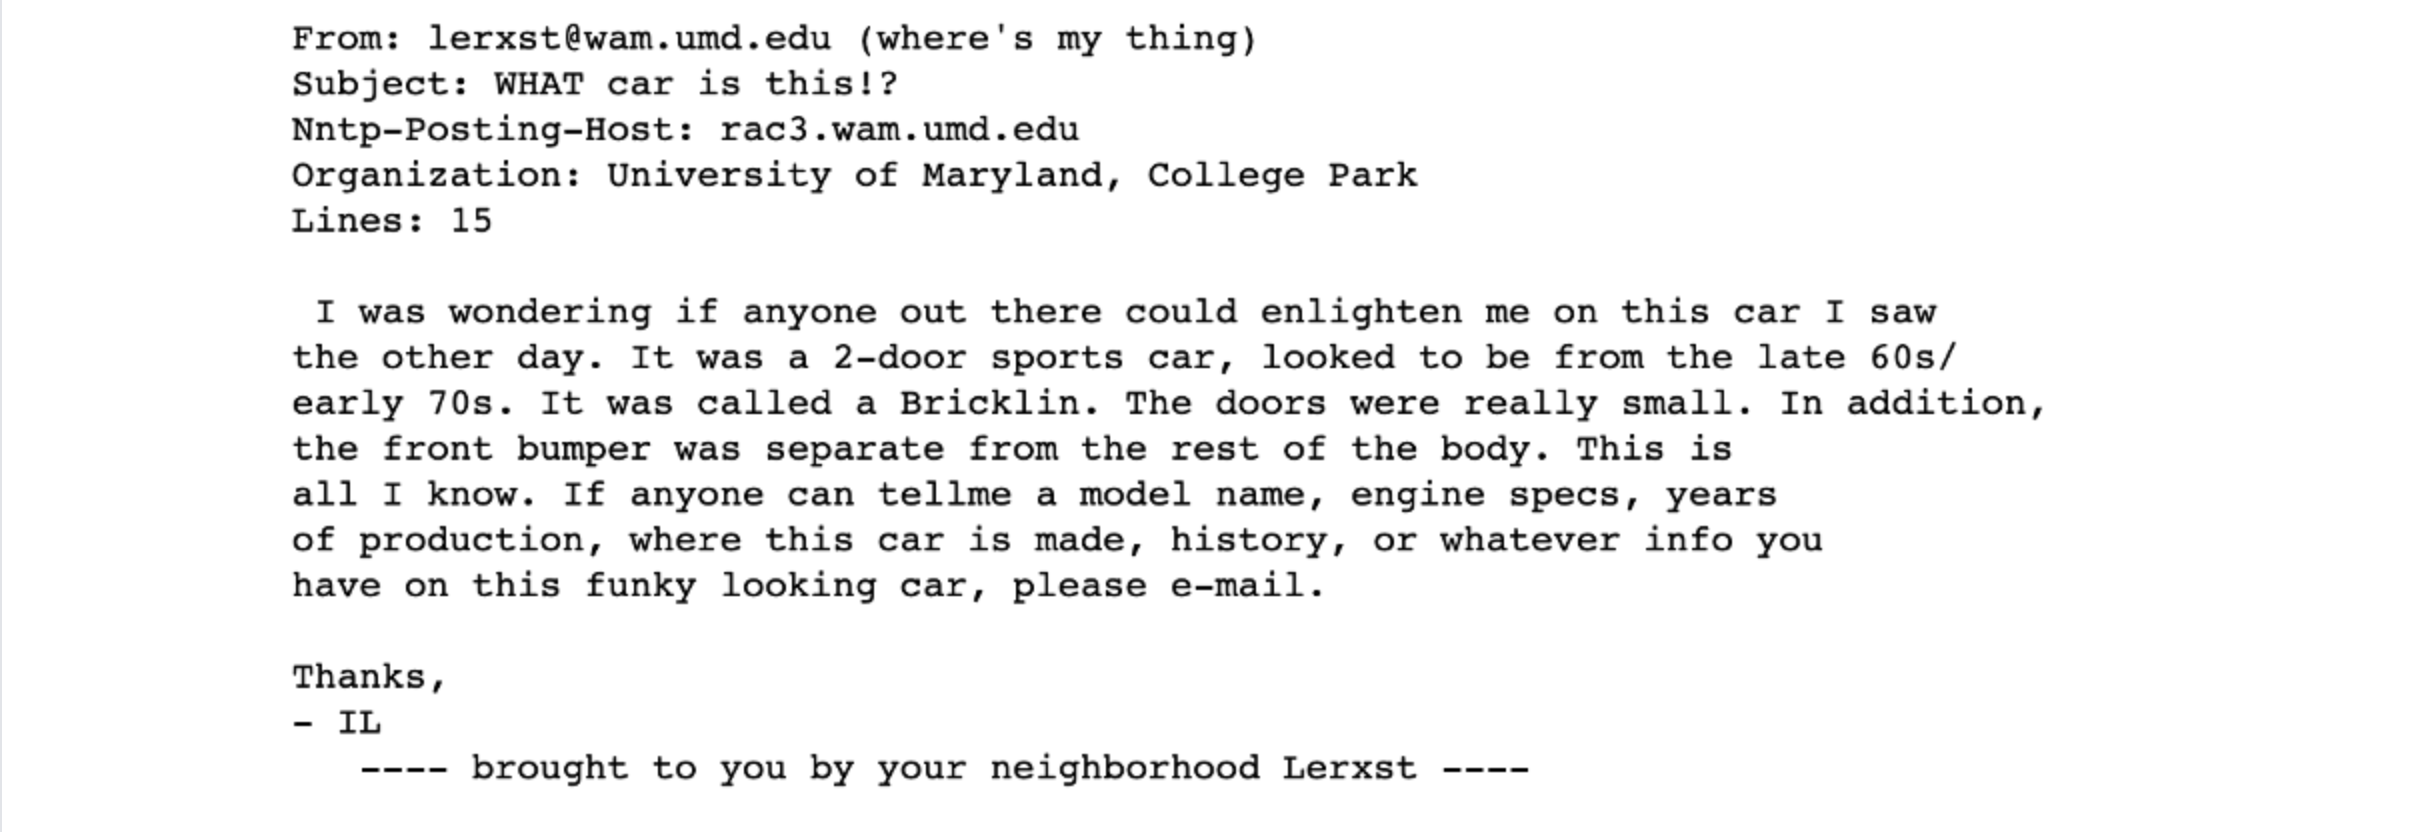 From: lerxst@wam.umd.edu (where's my thing)
Subject: WHAT car is this!?
Nntp-Posting-Host: rac3.wam.umd.edu
Organization: University of Maryland, College Park
Lines: 15

 I was wondering if anyone out there could enlighten me on this car I saw
the other day. It was a 2-door sports car, looked to be from the late 60s/
early 70s. It was called a Bricklin. The doors were really small. In addition,
the front bumper was separate from the rest of the body. This is
all I know. If anyone can tellme a model name, engine specs, years
of production, where this car is made, history, or whatever info you
have on this funky looking car, please e-mail.

Thanks,
- IL
   ---- brought to you by your neighborhood Lerxst ----